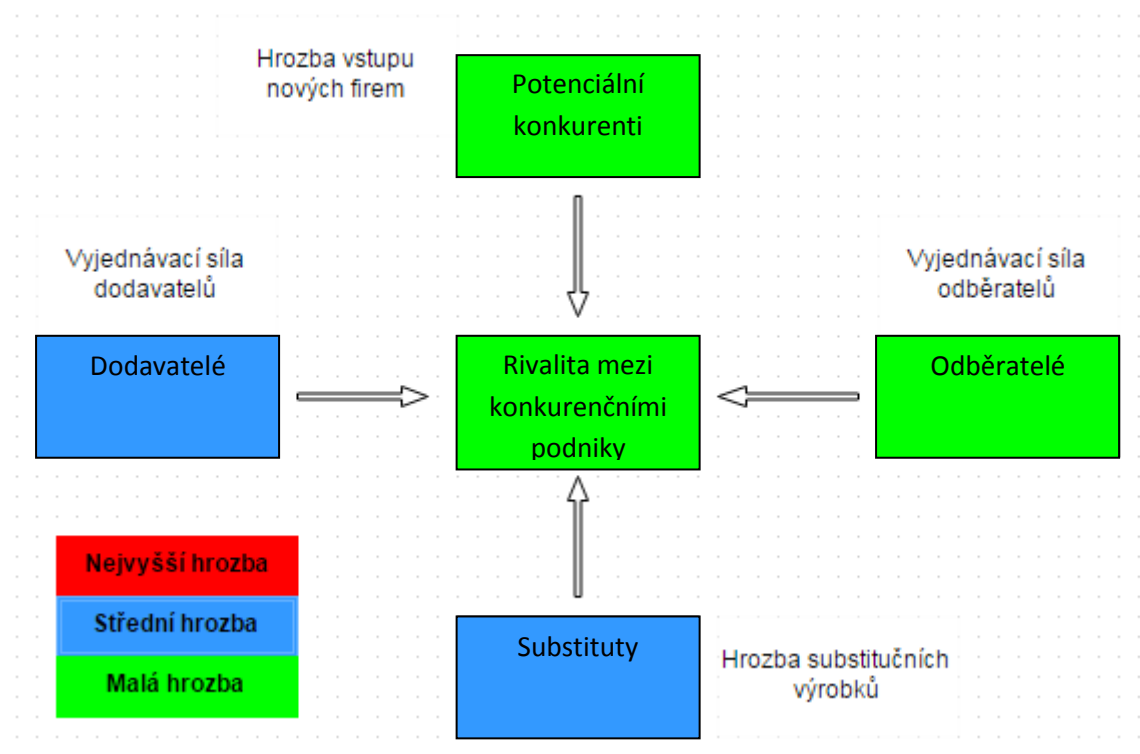 Hrozba vstupu
nových firem
Potenciální
konkurenti
Vyjednávací síla
dodavatelů
Vyjednávací síla
odběratelů
Dodavatelé
Rivalita mezi
konkurenčními
podniky
Odběratelé
Nejvyšší hrozba
Střední hrozba
Malá hrozba
Substituty
Hrozba substitučních
výrobků